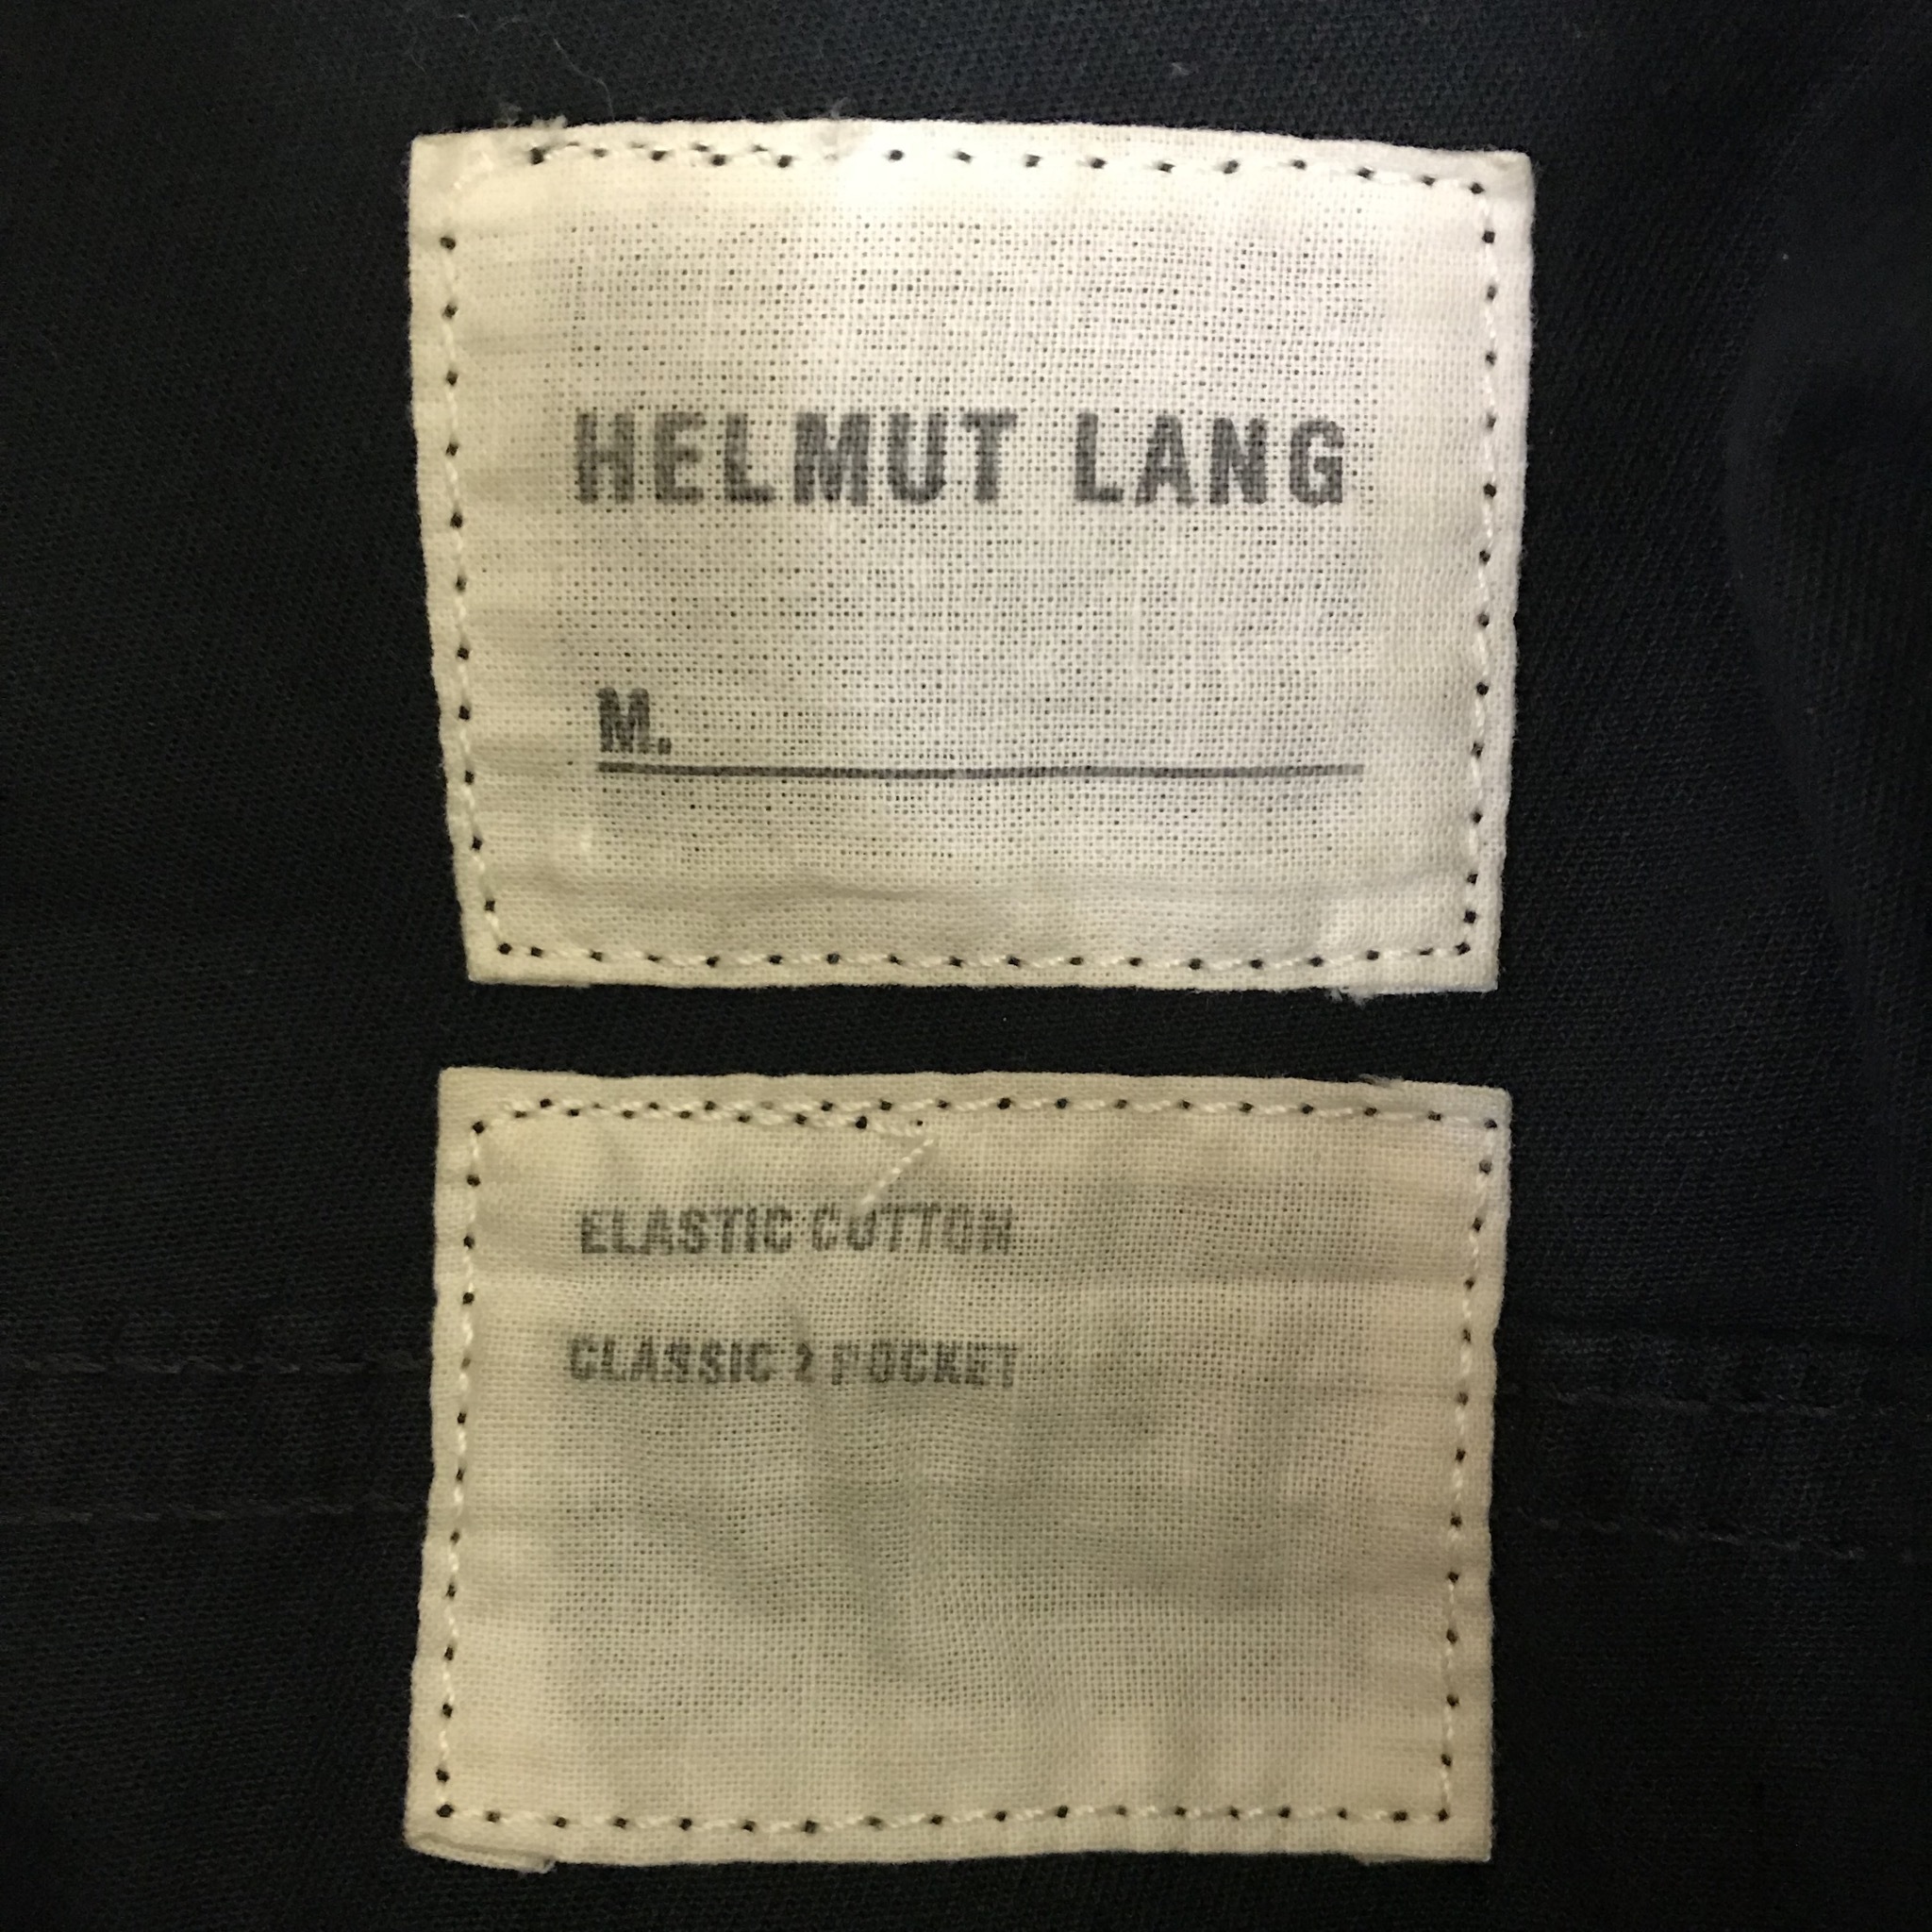 HELMUT LANG
M.
ELASTIC COTTON
CLASSIC 2 POCKET